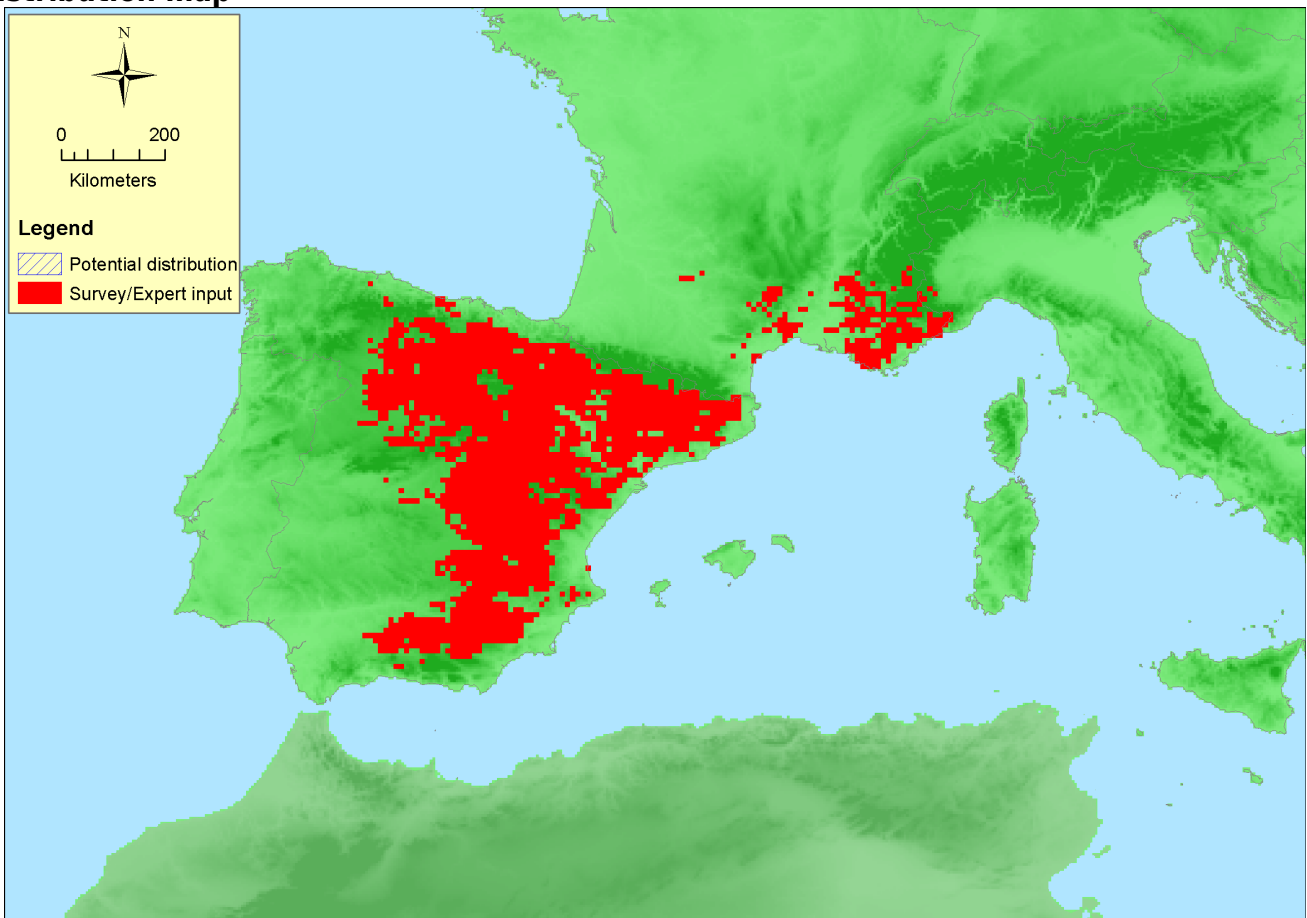 N
0 200
Kilometers
Legend
Potential distribution
Survey/Expert input